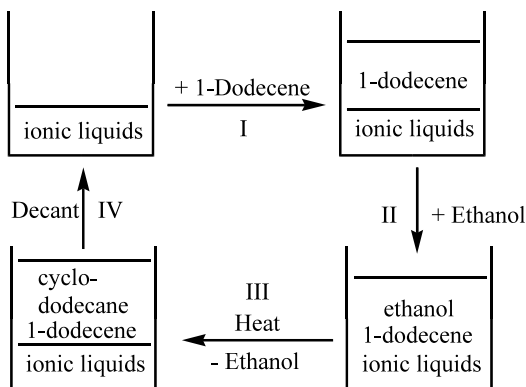 ionic liquids
+ 1-Dodecene
I
1-dodecene
ionic liquids
II + Ethanol
ethanol
1-dodecene
ionic liquids
III
Heat
- Ethanol
cyclo-
dodecane
1-dodecene
ionic liquids
Decant IV